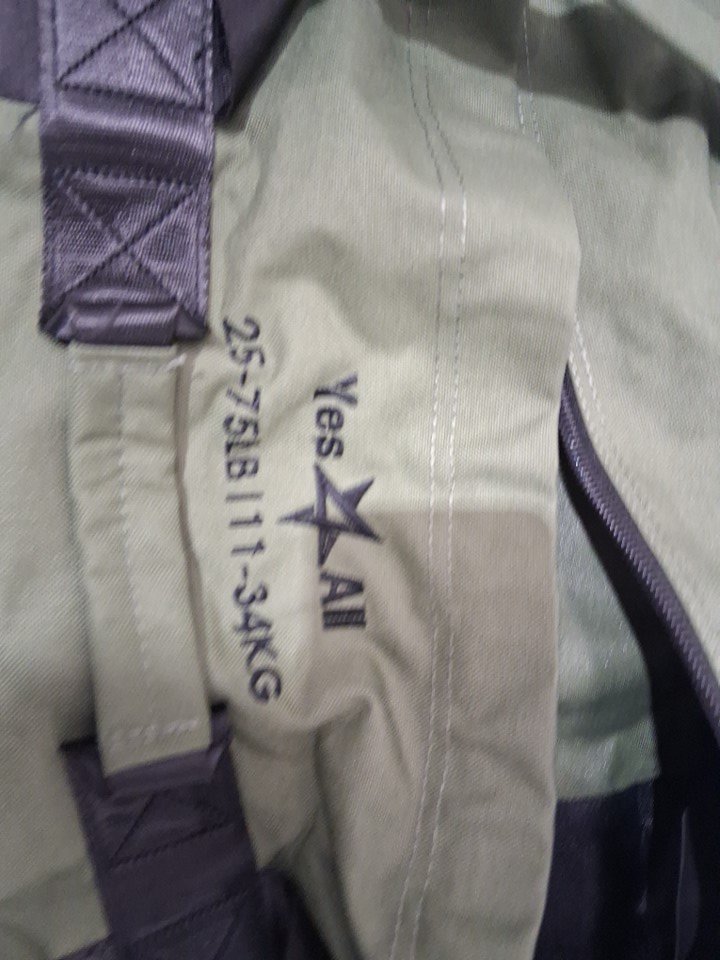 Yes All
25-75LB | 11-34KG